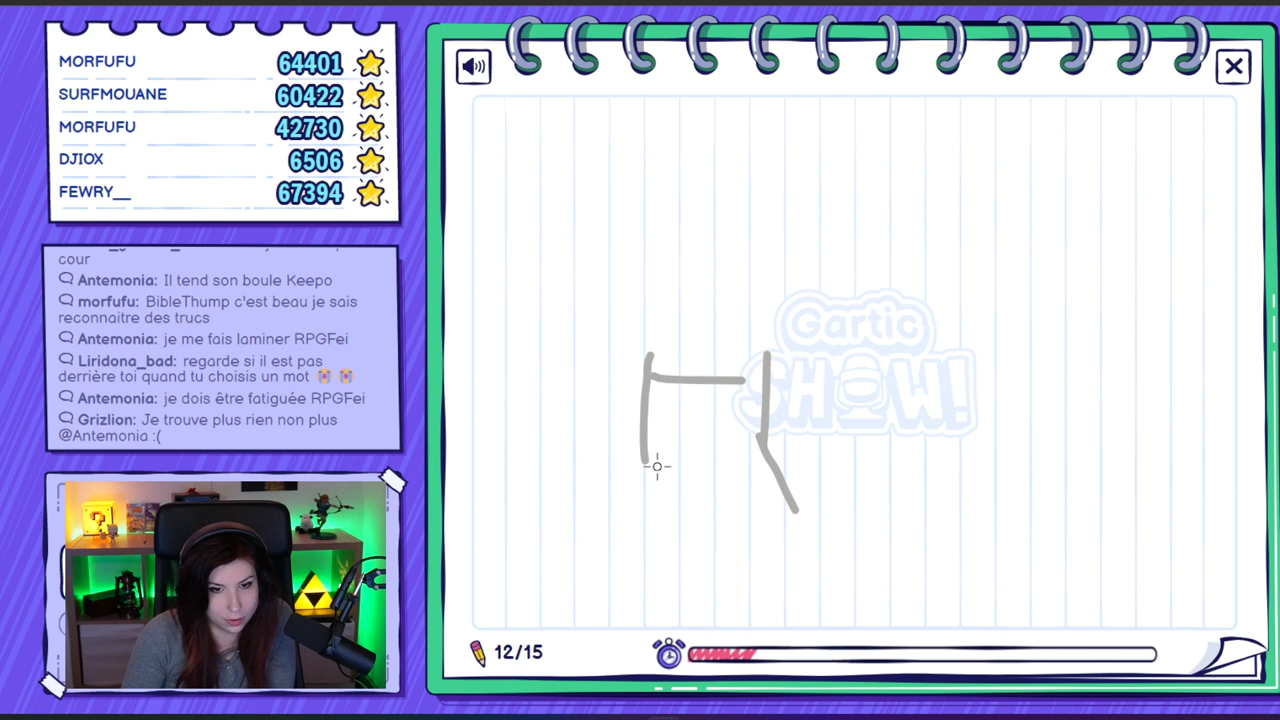 MORFUFU 64401
SURFMOUANE 60422
MORFUFU 42730
DJIOX 6506
FEWRY__ 67394
cour
Antemonia: Il tend son boule Keepo
morfufu: BibleThump c'est beau je sais
reconnaitre des trucs
Antemonia: je me fais laminer RPGFei
Liridona_bad: regarde si il est pas
derrière toi quand tu choisis un mot 😭 😭
Antemonia: je dois être fatiguée RPGFei
Grizlion: Je trouve plus rien non plus
@Antemonia :(
Gartic
SHOW!
12/15